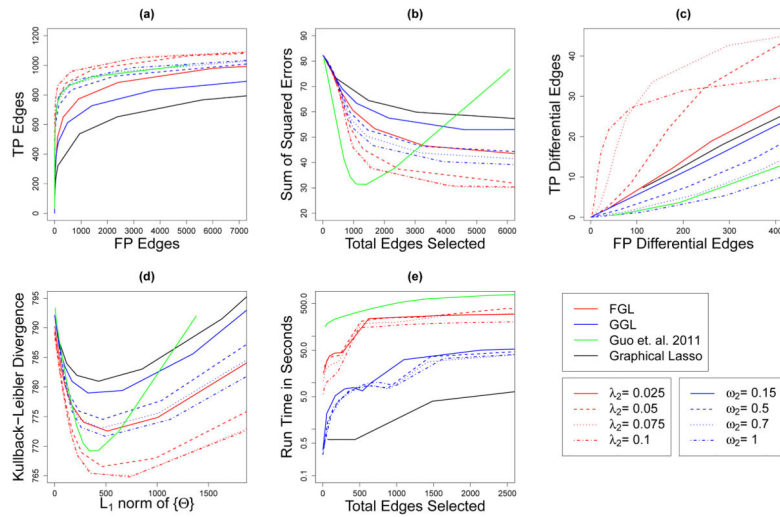 (a)
TP Edges
0 200 400 600 800 1000 1200
0 1000 2000 3000 4000 5000 6000 7000
FP Edges
(b)
Sum of Squared Errors
20 30 40 50 60 70 80 90
0 1000 2000 3000 4000 5000 6000
Total Edges Selected
(c)
TP Differential Edges
0 10 20 30 40
0 100 200 300 400
FP Differential Edges
(d)
Kullback–Leibler Divergence
765 770 775 780 785 790 795
0 500 1000 1500
L₁ norm of {Θ}
(e)
Run Time in Seconds
0.1 0.5 5.0 50.0 500.0
0 500 1000 1500 2000 2500
Total Edges Selected
FGL
GGL
Guo et. al. 2011
Graphical Lasso
λ₂= 0.025
λ₂= 0.05
λ₂= 0.075
λ₂= 0.1
ω₂= 0.15
ω₂= 0.5
ω₂= 0.7
ω₂= 1